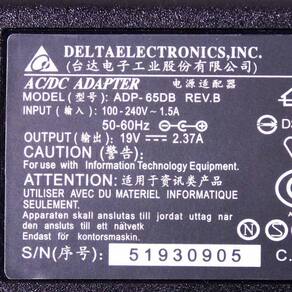 DELTAELECTRONICS,INC.
(台达电子工业股份有限公司)
AC/DC ADAPTER 电源适配器
MODEL(型号): ADP-65DB REV.B
INPUT(输入): 100-240V~ 1.5A
50-60Hz
OUTPUT(输出): 19V 2.37A
CAUTION (警告):
For use with Information Technology Equipment.
ATTENTION: 适用于资讯类产品
UTILISER AVEC DU MATERIEL INFORMATIQUE
SEULEMENT.
Apparaten skall anslutas till jordat uttag nar
den ansluts till ett natverk.
Endast for kontorsmaskin.
S/N(序号): 51930905
C.